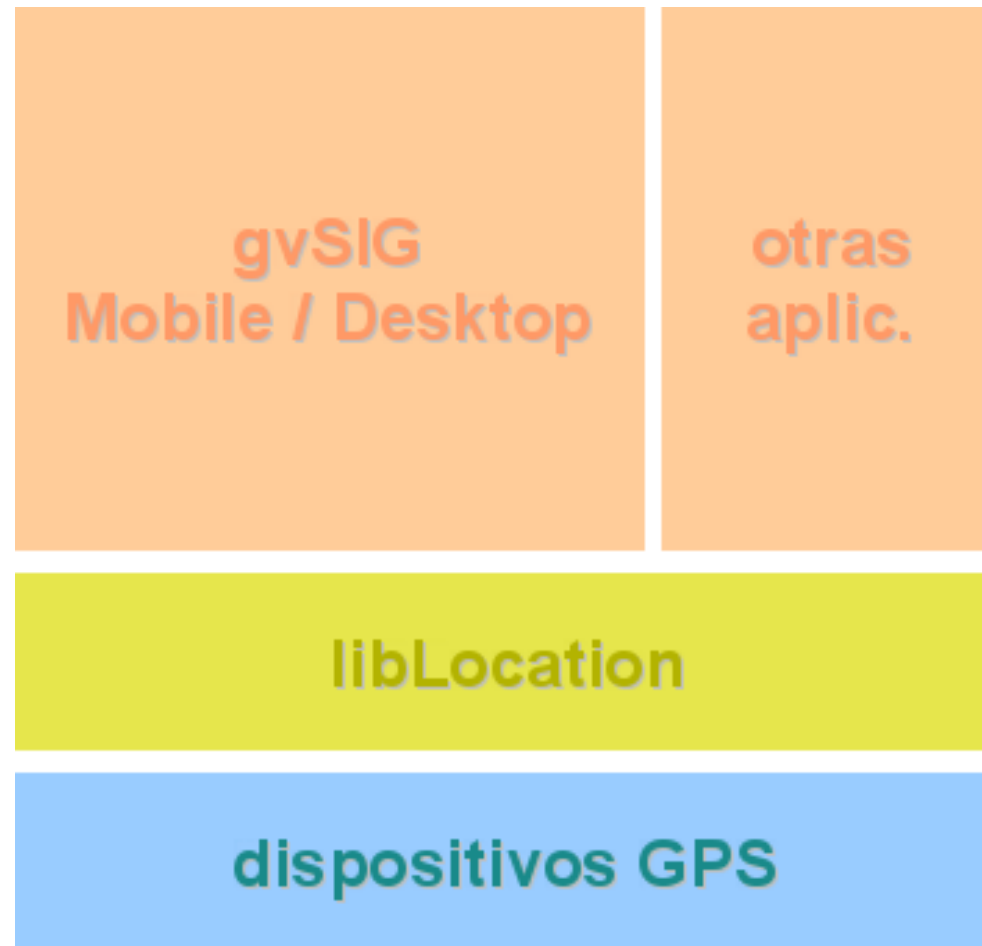 gvSIG
Mobile / Desktop
otras
aplic.
libLocation
dispositivos GPS